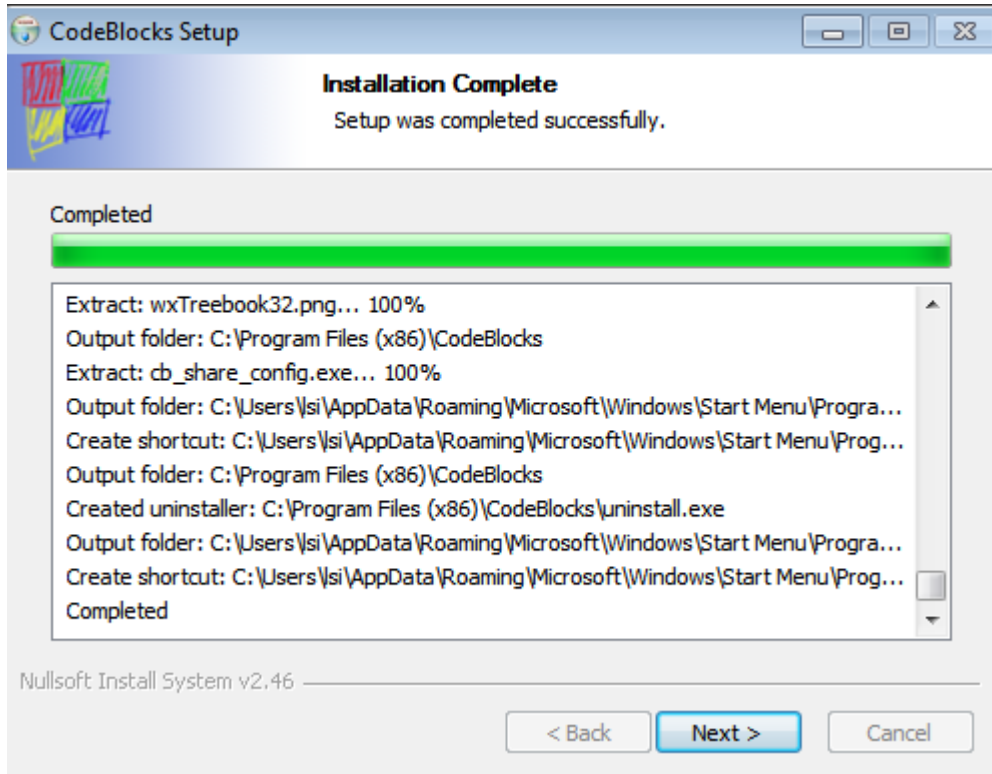 CodeBlocks Setup
Installation Complete
Setup was completed successfully.
Completed
Extract: wxTreebook32.png... 100%
Output folder: C:\Program Files (x86)\CodeBlocks
Extract: cb_share_config.exe... 100%
Output folder: C:\Users\lsi\AppData\Roaming\Microsoft\Windows\Start Menu\Progra...
Create shortcut: C:\Users\lsi\AppData\Roaming\Microsoft\Windows\Start Menu\Prog...
Output folder: C:\Program Files (x86)\CodeBlocks
Created uninstaller: C:\Program Files (x86)\CodeBlocks\uninstall.exe
Output folder: C:\Users\lsi\AppData\Roaming\Microsoft\Windows\Start Menu\Progra...
Create shortcut: C:\Users\lsi\AppData\Roaming\Microsoft\Windows\Start Menu\Prog...
Completed
Nullsoft Install System v2.46
< Back Next > Cancel